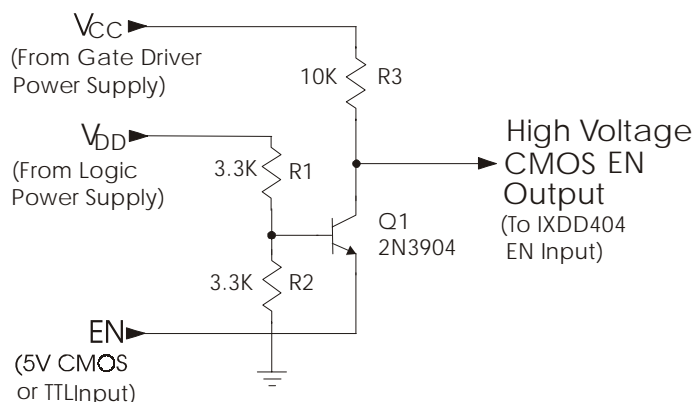 VCC
(From Gate Driver
Power Supply)
10K
R3
VDD
(From Logic
Power Supply)
3.3K
R1
High Voltage
CMOS EN
Output
(To IXDD404
EN Input)
Q1
2N3904
3.3K
R2
EN
(5V CMOS
or TTLInput)